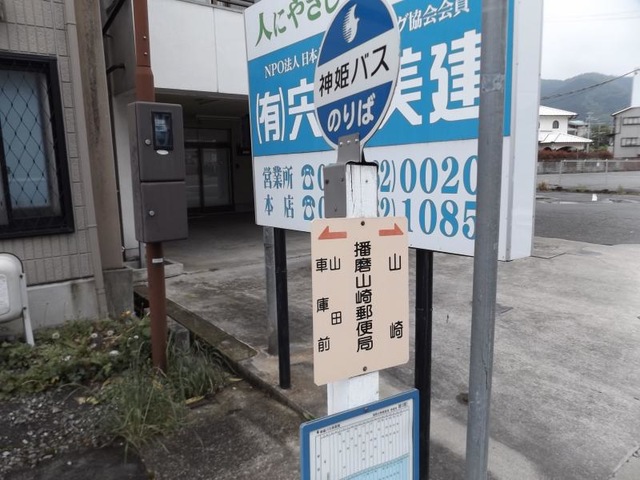 人にやさし
NPO法人日本
グ協会会員
(有)宍
美建
営業所 ☎0
2)0020
本店 ☎0
2)1085
神姫バス
のりば
山崎
播磨山崎郵便局
山田
車庫前